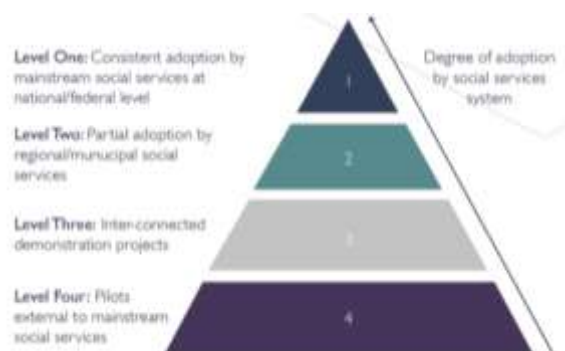 Level One: Consistent adoption by
mainstream social services at
national/federal level
Degree of adoption
by social services
system
1
Level Two: Partial adoption by
regional/munucipal social
services
2
Level Three: Inter-connected
demonstration projects
3
Level Four: Pilots
external to mainstream
social services
4